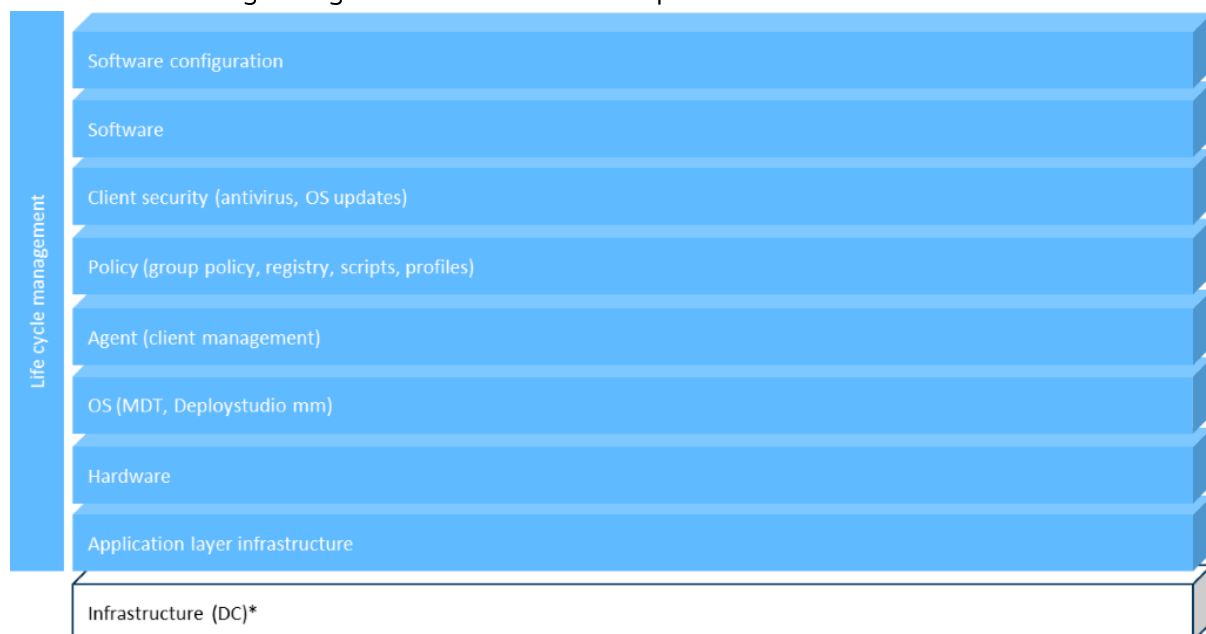 Software configuration
Software
Client security (antivirus, OS updates)
Policy (group policy, registry, scripts, profiles)
Agent (client management)
OS (MDT, Deploystudio mm)
Hardware
Application layer infrastructure
Infrastructure (DC)*
Life cycle management